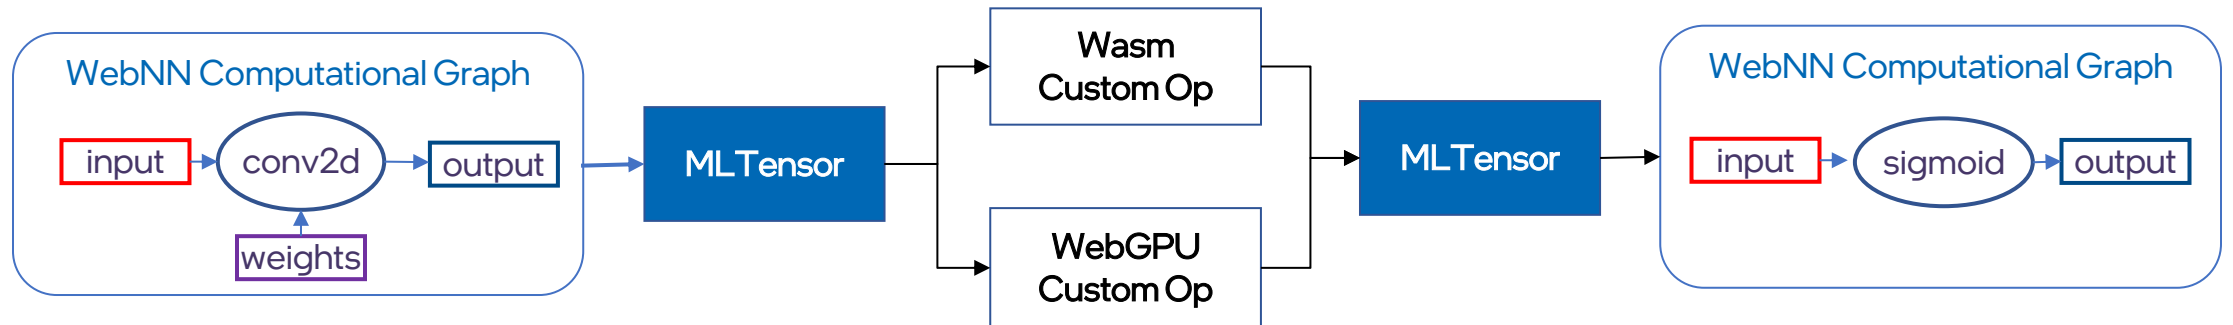 WebNN Computational Graph
input
conv2d
output
weights
MLTensor
Wasm
Custom Op
WebGPU
Custom Op
MLTensor
WebNN Computational Graph
input
sigmoid
output